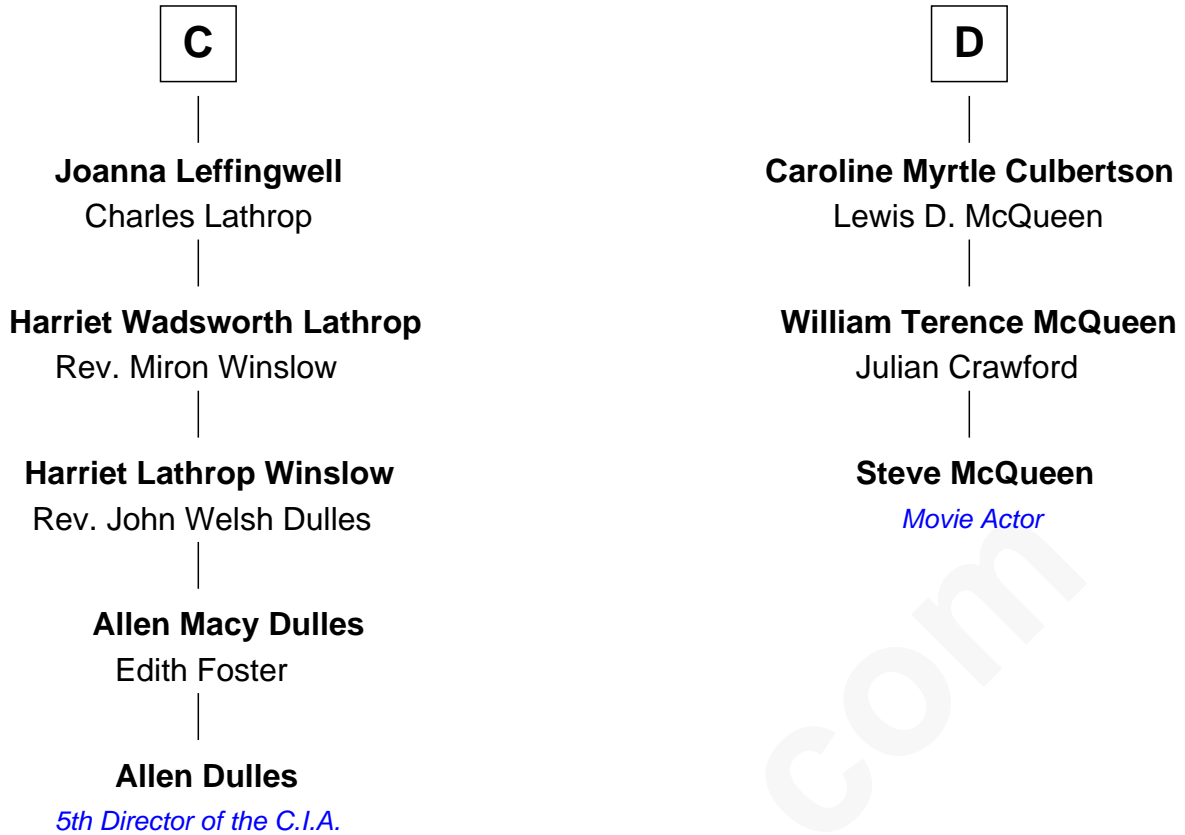 C
Joanna Leffingwell
Charles Lathrop
Harriet Wadsworth Lathrop
Rev. Miron Winslow
Harriet Lathrop Winslow
Rev. John Welsh Dulles
Allen Macy Dulles
Edith Foster
Allen Dulles
5th Director of the C.I.A.
D
Caroline Myrtle Culbertson
Lewis D. McQueen
William Terence McQueen
Julian Crawford
Steve McQueen
Movie Actor
com